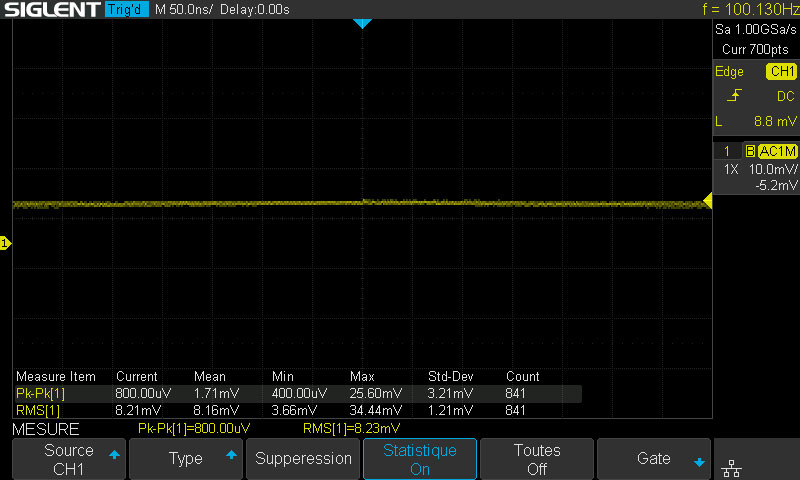 SIGLENT Trig'd M 50.0ns/ Delay:0.00s f = 100.130Hz
Sa 1.00GSa/s
Curr 700pts
Edge CH1
DC
L 8.8 mV
1 B AC1M
1X 10.0mV/
-5.2mV
1
Measure Item Current Mean Min Max Std-Dev Count
Pk-Pk[1] 800.00uV 1.71mV 400.00uV 25.60mV 3.21mV 841
RMS[1] 8.21mV 8.16mV 3.66mV 34.44mV 1.21mV 841
MESURE Pk-Pk[1]=800.00uV RMS[1]=8.23mV
Source
CH1
Type
Supperession
Statistique
On
Toutes
Off
Gate